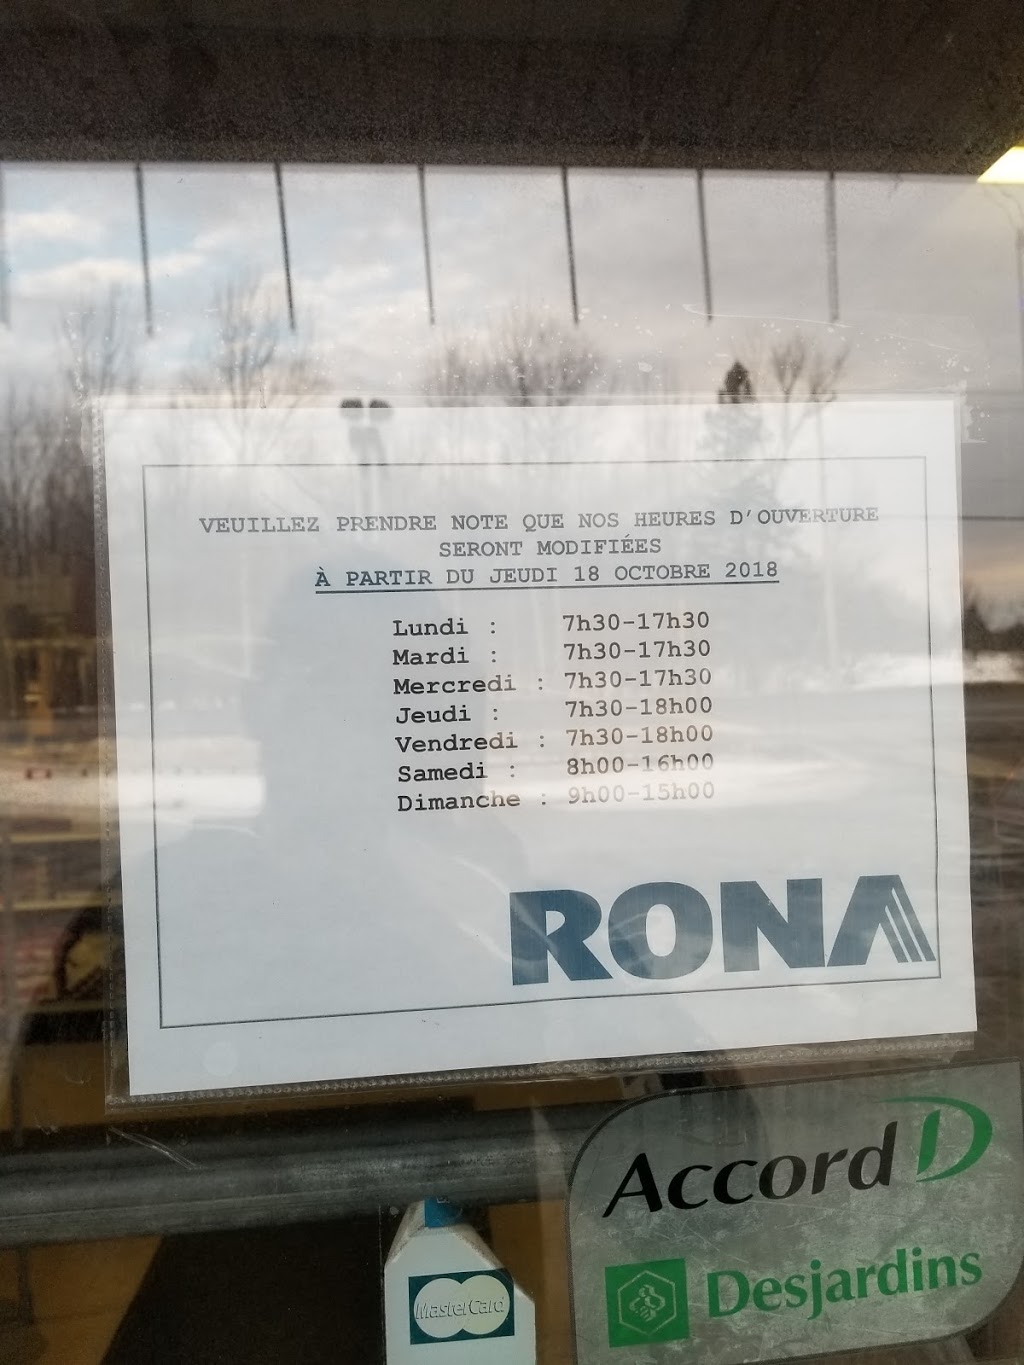 VEUILLEZ PRENDRE NOTE QUE NOS HEURES D'OUVERTURE
SERONT MODIFIÉES
À PARTIR DU JEUDI 18 OCTOBRE 2018
Lundi : 7h30-17h30
Mardi : 7h30-17h30
Mercredi : 7h30-17h30
Jeudi : 7h30-18h00
Vendredi : 7h30-18h00
Samedi : 8h00-16h00
Dimanche : 9h00-15h00
RONA
Accord D
Desjardins
MasterCard